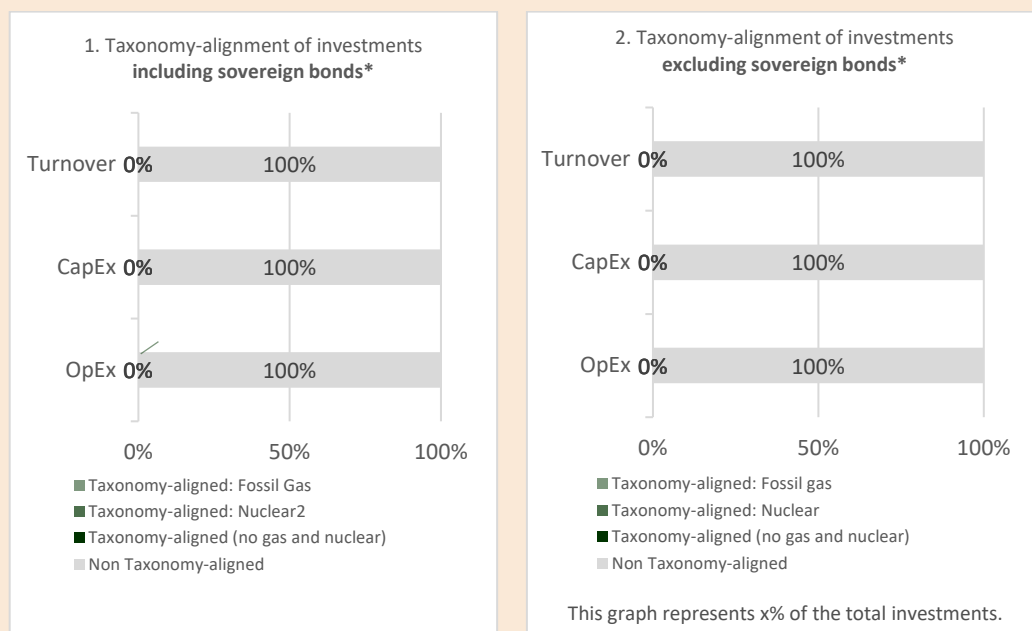 1. Taxonomy-alignment of investments
including sovereign bonds*
Turnover 0% 100%
CapEx 0% 100%
OpEx 0% 100%
0% 50% 100%
Taxonomy-aligned: Fossil Gas
Taxonomy-aligned: Nuclear2
Taxonomy-aligned (no gas and nuclear)
Non Taxonomy-aligned
2. Taxonomy-alignment of investments
excluding sovereign bonds*
Turnover 0% 100%
CapEx 0% 100%
OpEx 0% 100%
0% 50% 100%
Taxonomy-aligned: Fossil gas
Taxonomy-aligned: Nuclear
Taxonomy-aligned (no gas and nuclear)
Non Taxonomy-aligned
This graph represents x% of the total investments.